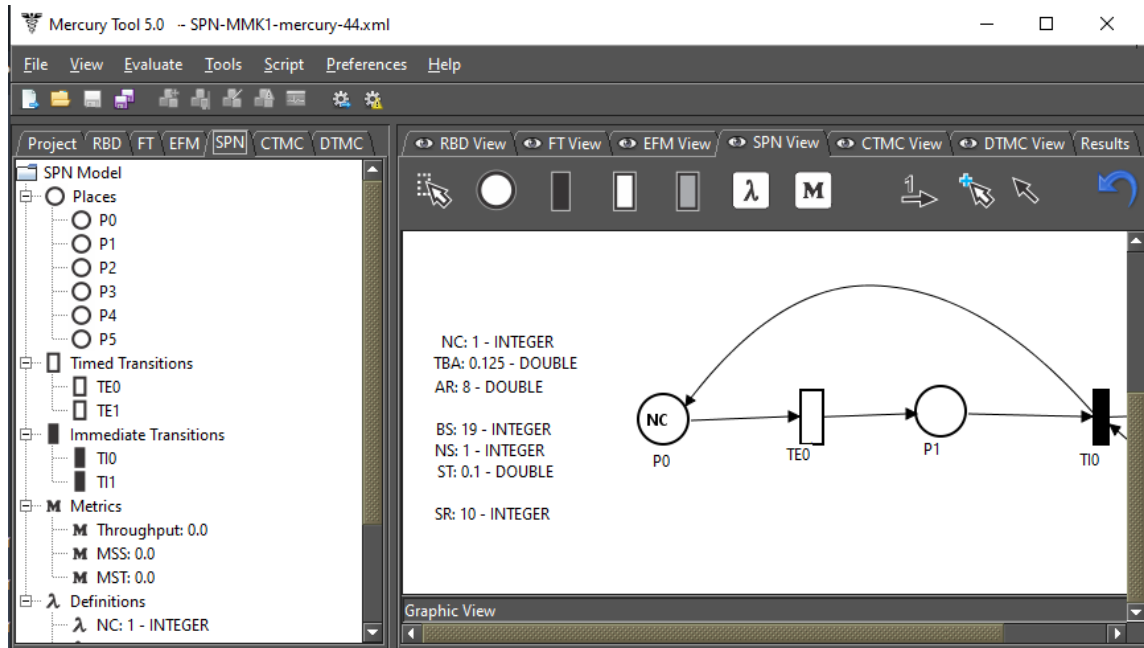 Mercury Tool 5.0 -- SPN-MMK1-mercury-44.xml
File View Evaluate Tools Script Preferences Help
Project RBD FT EFM SPN CTMC DTMC
SPN Model
Places
P0
P1
P2
P3
P4
P5
Timed Transitions
TE0
TE1
Immediate Transitions
TI0
TI1
M Metrics
M Throughput: 0.0
M MSS: 0.0
M MST: 0.0
λ Definitions
λ NC: 1 - INTEGER
RBD View FT View EFM View SPN View CTMC View DTMC View Results
λ M 1
NC: 1 - INTEGER
TBA: 0.125 - DOUBLE
AR: 8 - DOUBLE
BS: 19 - INTEGER
NS: 1 - INTEGER
ST: 0.1 - DOUBLE
SR: 10 - INTEGER
NC
P0
TE0
P1
TI0
Graphic View